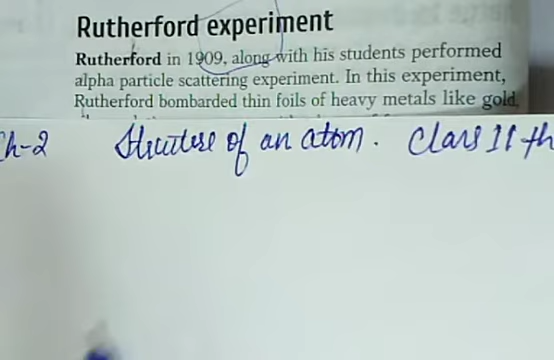 Rutherford experiment
Rutherford in 1909, along with his students performed
alpha particle scattering experiment. In this experiment,
Rutherford bombarded thin foils of heavy metals like gold,
Ch-2 Structure of an atom. Class 11 th